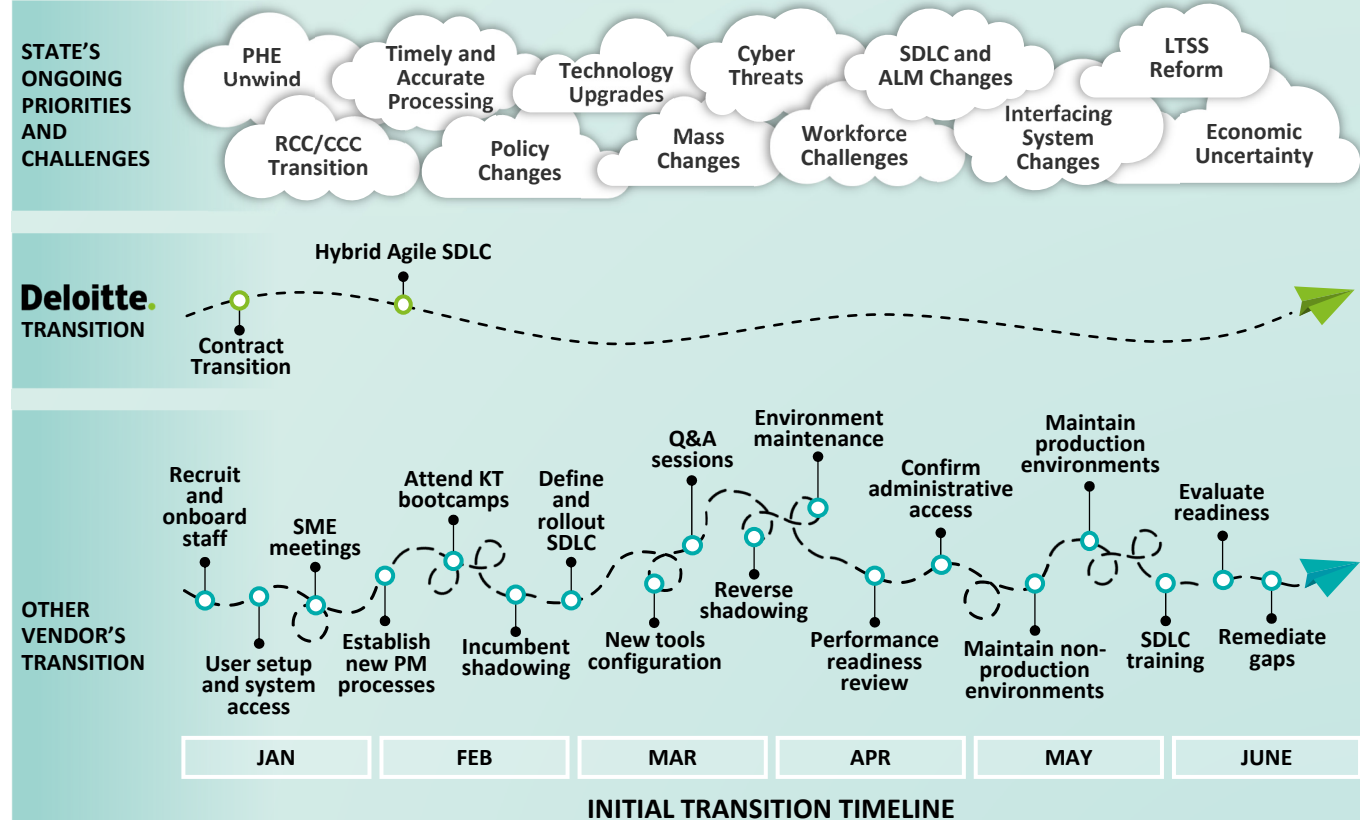 STATE'S
ONGOING
PRIORITIES
AND
CHALLENGES
PHE
Unwind
Timely and
Accurate
Processing
Technology
Upgrades
Cyber
Threats
SDLC and
ALM Changes
LTSS
Reform
RCC/CCC
Transition
Policy
Changes
Mass
Changes
Workforce
Challenges
Interfacing
System
Changes
Economic
Uncertainty
Deloitte.
TRANSITION
Contract
Transition
Hybrid Agile SDLC
OTHER
VENDOR'S
TRANSITION
Recruit
and
onboard
staff
User setup
and system
access
SME
meetings
Establish
new PM
processes
Attend KT
bootcamps
Incumbent
shadowing
Define
and
rollout
SDLC
New tools
configuration
Q&A
sessions
Reverse
shadowing
Environment
maintenance
Performance
readiness
review
Confirm
administrative
access
Maintain non-
production
environments
Maintain
production
environments
SDLC
training
Evaluate
readiness
Remediate
gaps
JAN
FEB
MAR
APR
MAY
JUNE
INITIAL TRANSITION TIMELINE